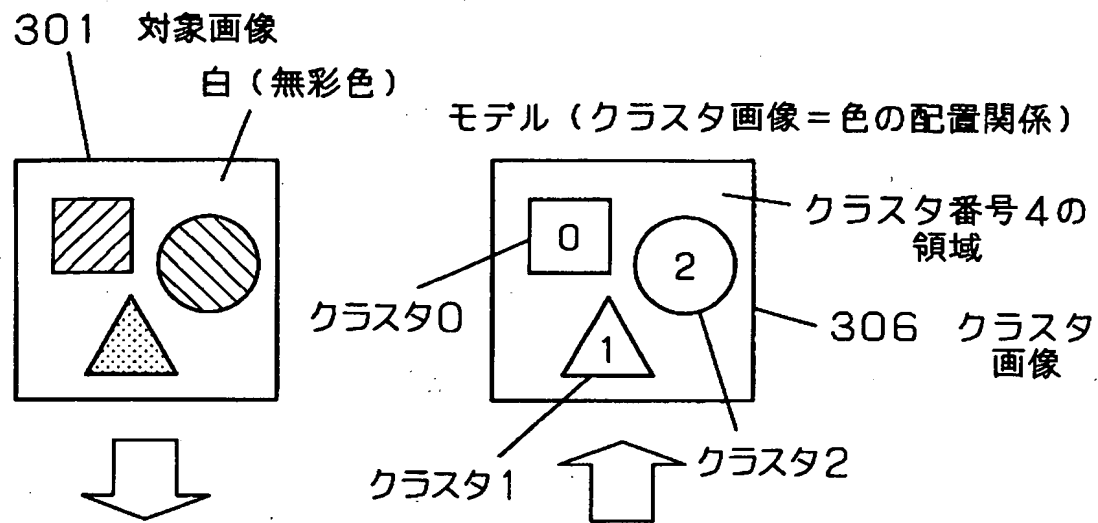 301 対象画像
白(無彩色)
モデル(クラスタ画像=色の配置関係)
クラスタ番号4の
領域
0
2
1
クラスタ0
306 クラスタ
画像
クラスタ1
クラスタ2